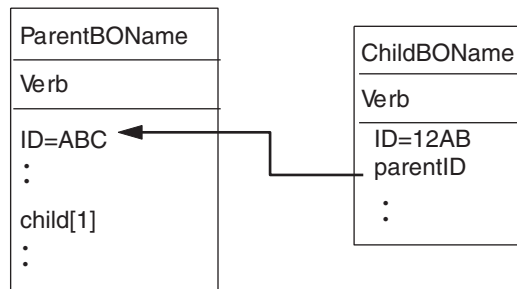 ParentBOName
Verb
ID=ABC
:
child[1]
:
ChildBOName
Verb
ID=12AB
parentID
: